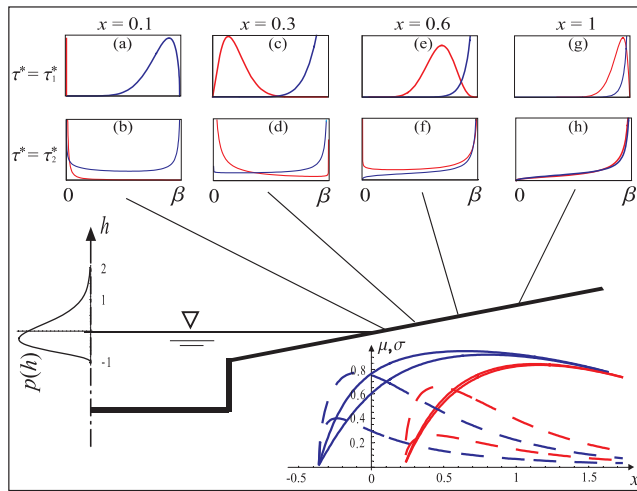 x = 0.1 x = 0.3 x = 0.6 x = 1
(a) (c) (e) (g)
τ* = τ₁*
(b) (d) (f) (h)
τ* = τ₂*
0 β 0 β 0 β 0 β
h
2
1
-1
p(h)
μ,σ
0.8
0.6
0.4
0.2
-0.5 0 0.5 1 1.5 x